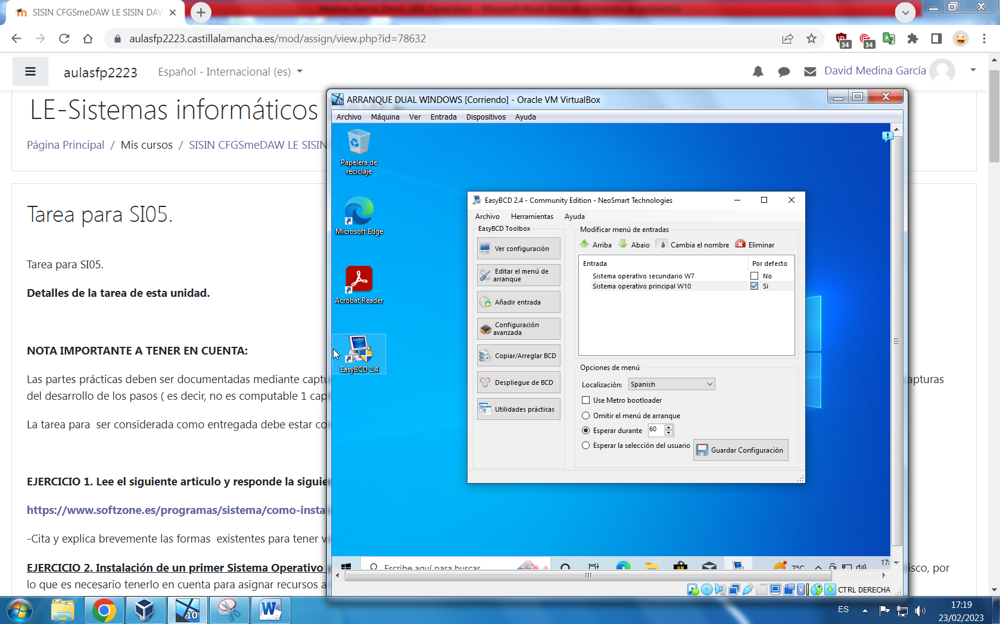 SISIN CFGSmeDAW LE SISIN DAW
aulasfp2223.castillalamancha.es/mod/assign/view.php?id=78632
34
34
aulasfp2223
Español - Internacional (es)
David Medina García
LE-Sistemas informáticos
Página Principal / Mis cursos / SISIN CFGSmeDAW LE SISIN
Tarea para SI05.
Tarea para SI05.
Detalles de la tarea de esta unidad.
NOTA IMPORTANTE A TENER EN CUENTA:
Las partes prácticas deben ser documentadas mediante captu
apturas
del desarrollo de los pasos ( es decir, no es computable 1 cap
La tarea para ser considerada como entregada debe estar co
EJERCICIO 1. Lee el siguiente articulo y responde la siguie
https://www.softzone.es/programas/sistema/como-insta
-Cita y explica brevemente las formas existentes para tener v
EJERCICIO 2. Instalación de un primer Sistema Operativo
isco, por
lo que es necesario tenerlo en cuenta para asignar recursos a
ARRANQUE DUAL WINDOWS [Corriendo] - Oracle VM VirtualBox
Archivo Máquina Ver Entrada Dispositivos Ayuda
Papelera de
reciclaje
Microsoft Edge
Acrobat Reader
EasyBCD 2.4
EasyBCD 2.4 - Community Edition - NeoSmart Technologies
Archivo Herramientas Ayuda
EasyBCD Toolbox
Ver configuración
Editar el menú de
arranque
Añadir entrada
Configuración
avanzada
Copiar/Arreglar BCD
Despliegue de BCD
Utilidades prácticas
Modificar menú de entradas
Arriba Abajo á Cambia el nombre Eliminar
Entrada Por defecto
Sistema operativo secundario W7 No
Sistema operativo principal W10 Si
Opciones de menú
Localización: Spanish
Use Metro bootloader
Omitir el menú de arranque
Esperar durante 60
Esperar la selección del usuario
Guardar Configuración
Escribe aquí para buscar
7°C
17:
CTRL DERECHA
10
ES
17:19
23/02/2023